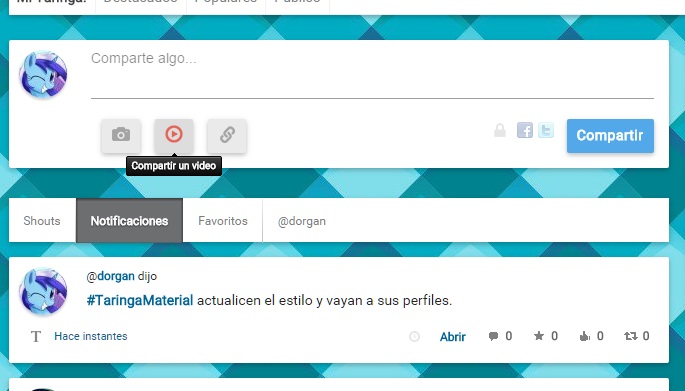 Mi Taringa! Destacados Populares Público
Comparte algo...
Compartir
Compartir un video
Shouts Notificaciones Favoritos @dorgan
@dorgan dijo
#TaringaMaterial actualicen el estilo y vayan a sus perfiles.
T Hace instantes Abrir 0 0 0 0